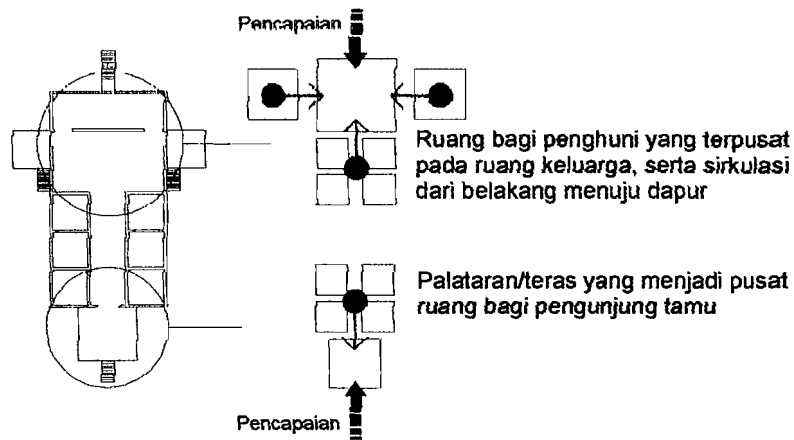 Pencapaian
Ruang bagi penghuni yang terpusat
pada ruang keluarga, serta sirkulasi
dari belakang menuju dapur
Palataran/teras yang menjadi pusat
ruang bagi pengunjung tamu
Pencapaian